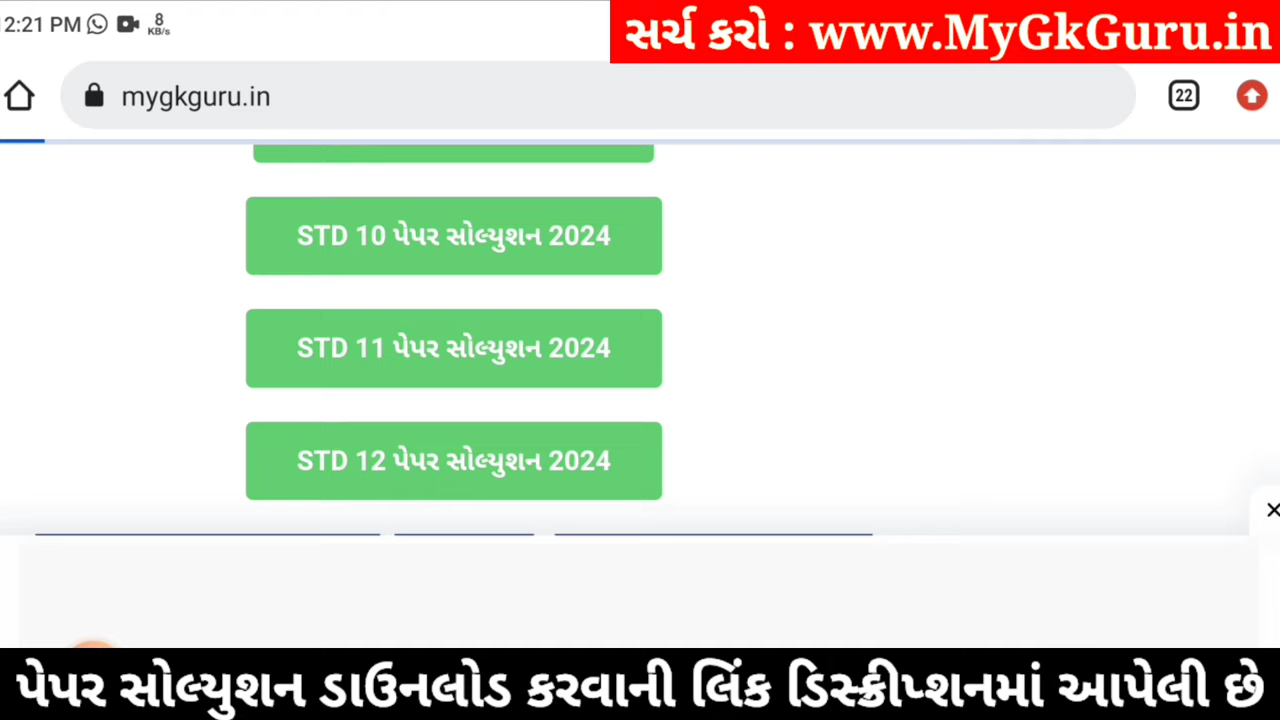 12:21 PM 8 KB/s
સર્ચ કરો : www.MyGkGuru.in
mygkguru.in
22
STD 10 પેપર સોલ્યુશન 2024
STD 11 પેપર સોલ્યુશન 2024
STD 12 પેપર સોલ્યુશન 2024
પેપર સોલ્યુશન ડાઉનલોડ કરવાની લિંક ડિસ્ક્રીપ્શનમાં આપેલી છે